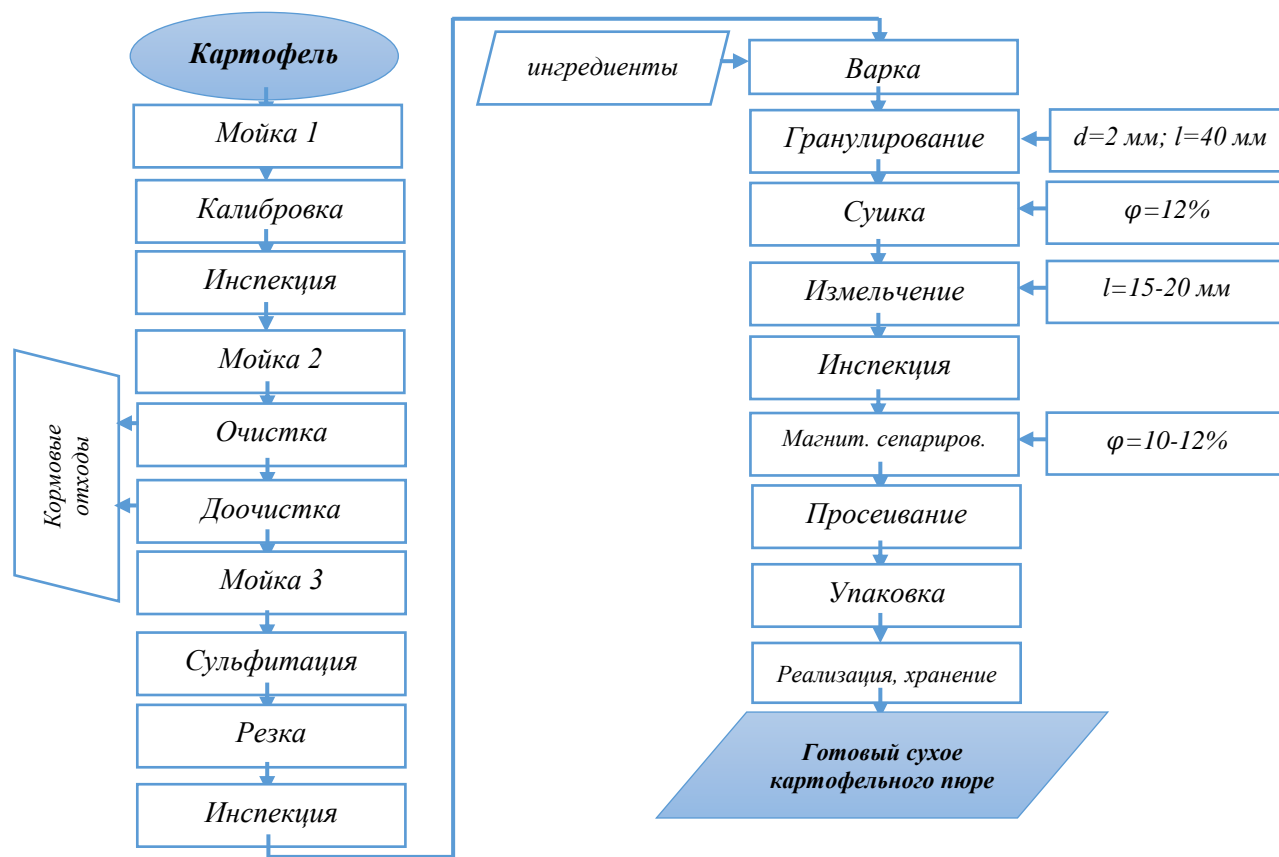 Картофель
Мойка 1
Калибровка
Инспекция
Мойка 2
Очистка
Доочистка
Мойка 3
Сульфитация
Резка
Инспекция
Кормовые
отходы
ингредиенты
Варка
Гранулирование
d=2 мм; l=40 мм
Сушка
φ=12%
Измельчение
l=15-20 мм
Инспекция
Магнит. сепариров.
φ=10-12%
Просеивание
Упаковка
Реализация, хранение
Готовый сухое
картофельного пюре